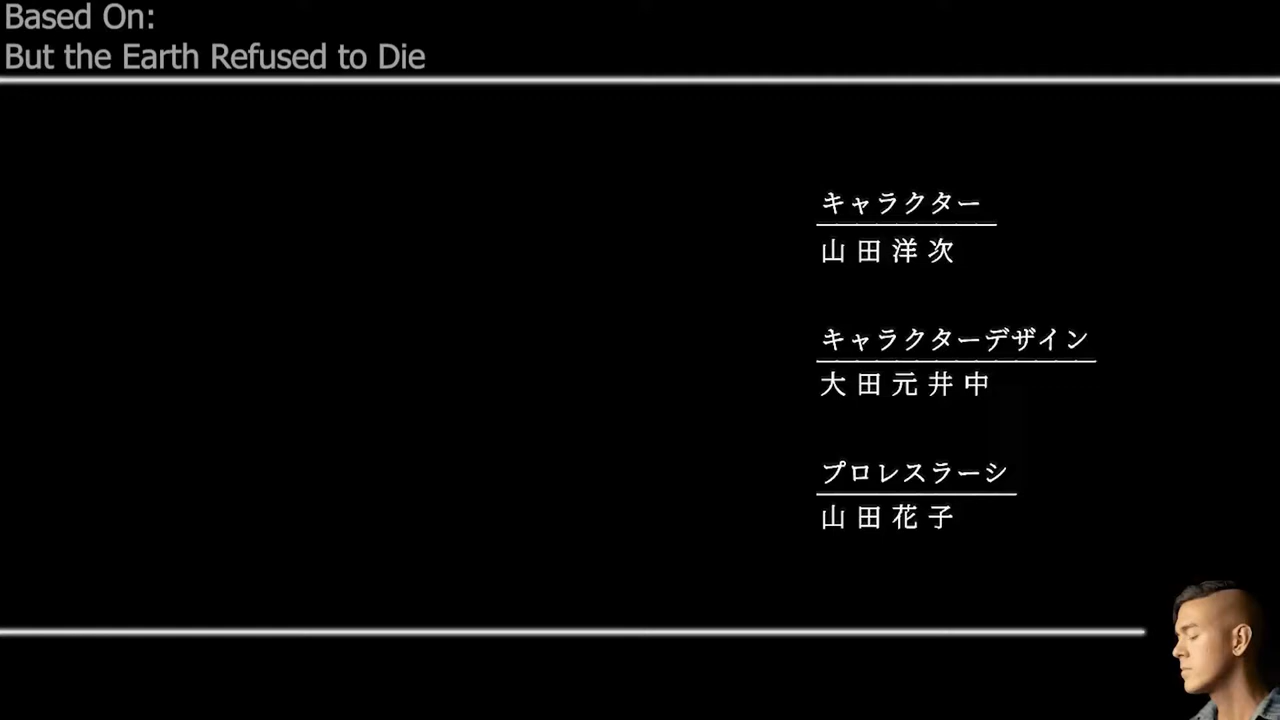 Based On:
But the Earth Refused to Die
キャラクター
山田洋次
キャラクターデザイン
大田元井中
プロレスラーシ
山田花子